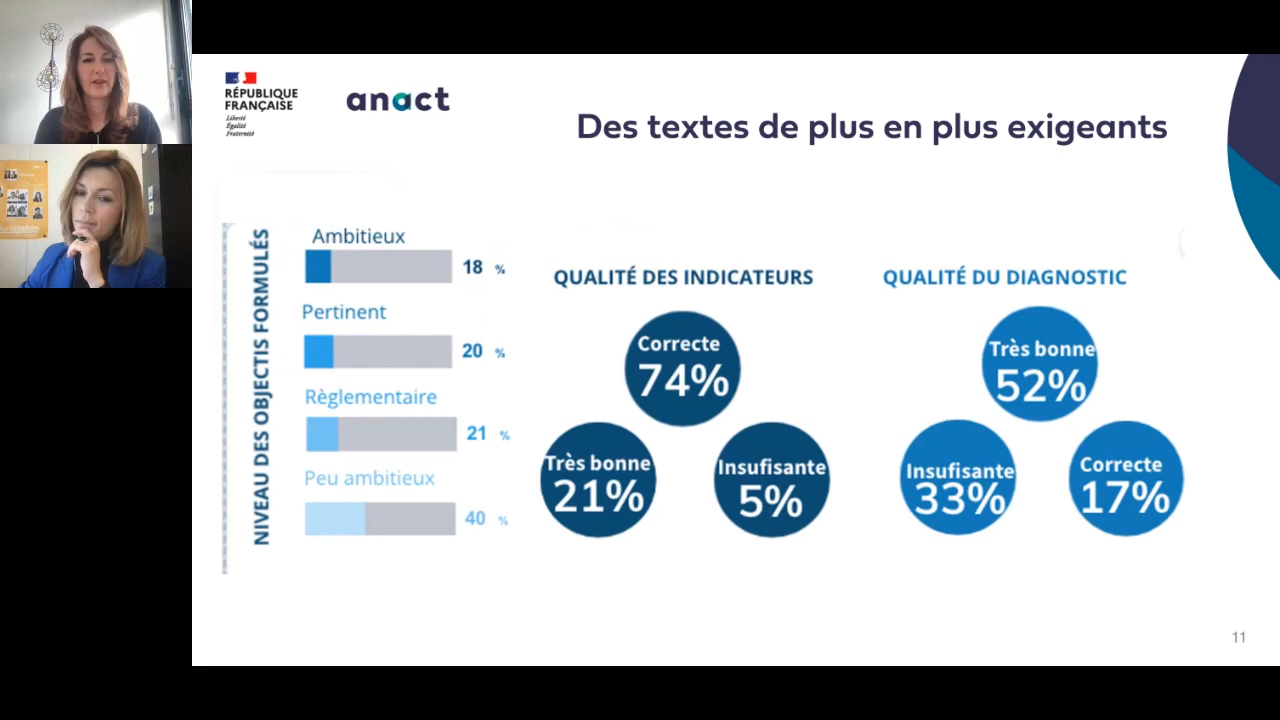 RÉPUBLIQUE
FRANÇAISE
Liberté
Égalité
Fraternité
anact
Des textes de plus en plus exigeants
NIVEAU DES OBJECTIS FORMULÉS
Ambitieux
18 %
Pertinent
20 %
Règlementaire
21 %
Peu ambitieux
40 %
QUALITÉ DES INDICATEURS
Correcte
74%
Très bonne
21%
Insufisante
5%
QUALITÉ DU DIAGNOSTIC
Très bonne
52%
Insufisante
33%
Correcte
17%
11